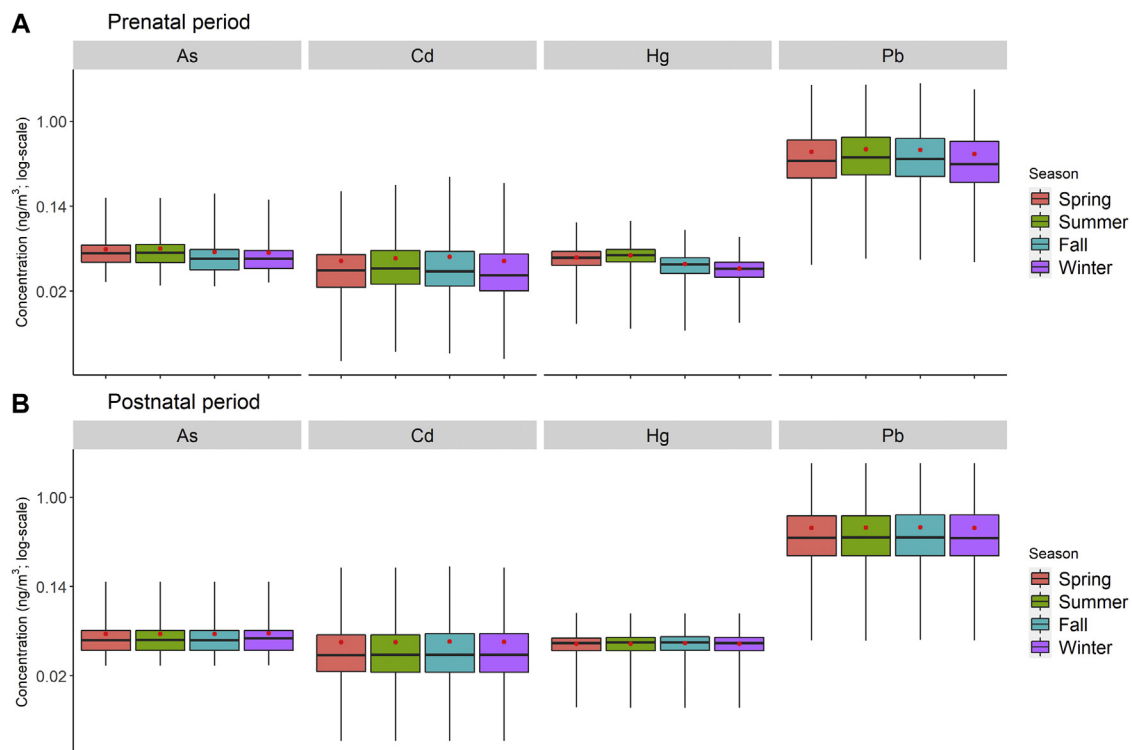 A Prenatal period
As Cd Hg Pb
Concentration (ng/m³; log-scale)
1.00
0.14
0.02
Season
Spring
Summer
Fall
Winter
B Postnatal period
As Cd Hg Pb
Concentration (ng/m³; log-scale)
1.00
0.14
0.02
Season
Spring
Summer
Fall
Winter